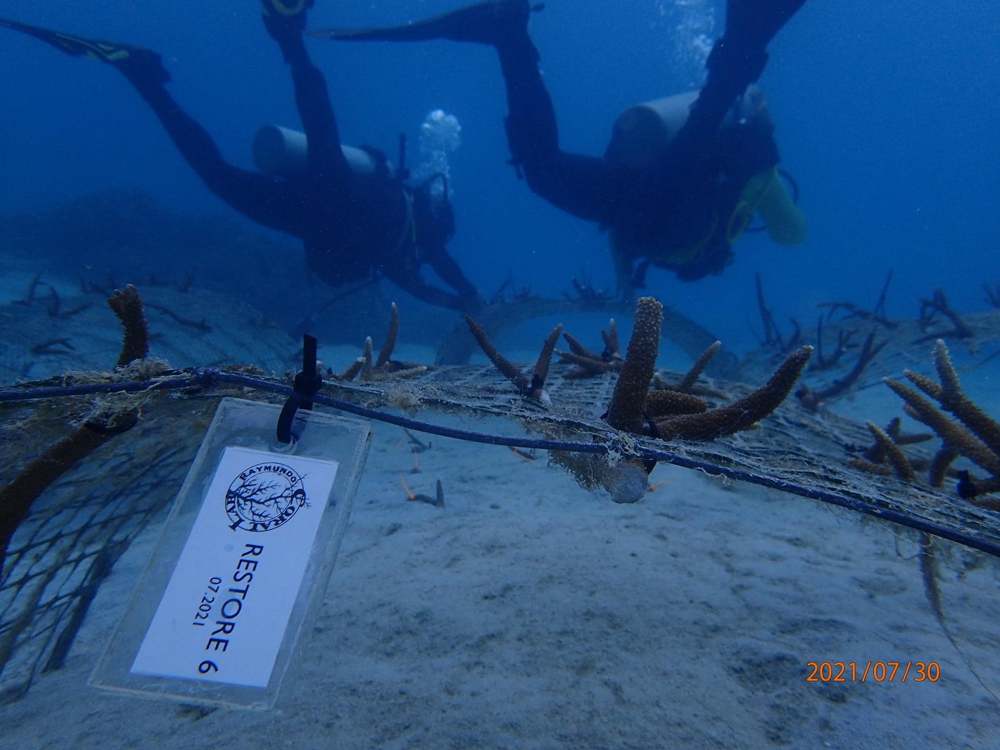 RAYMUNDO CORAL LAB
RESTORE 6
07.2021
2021/07/30